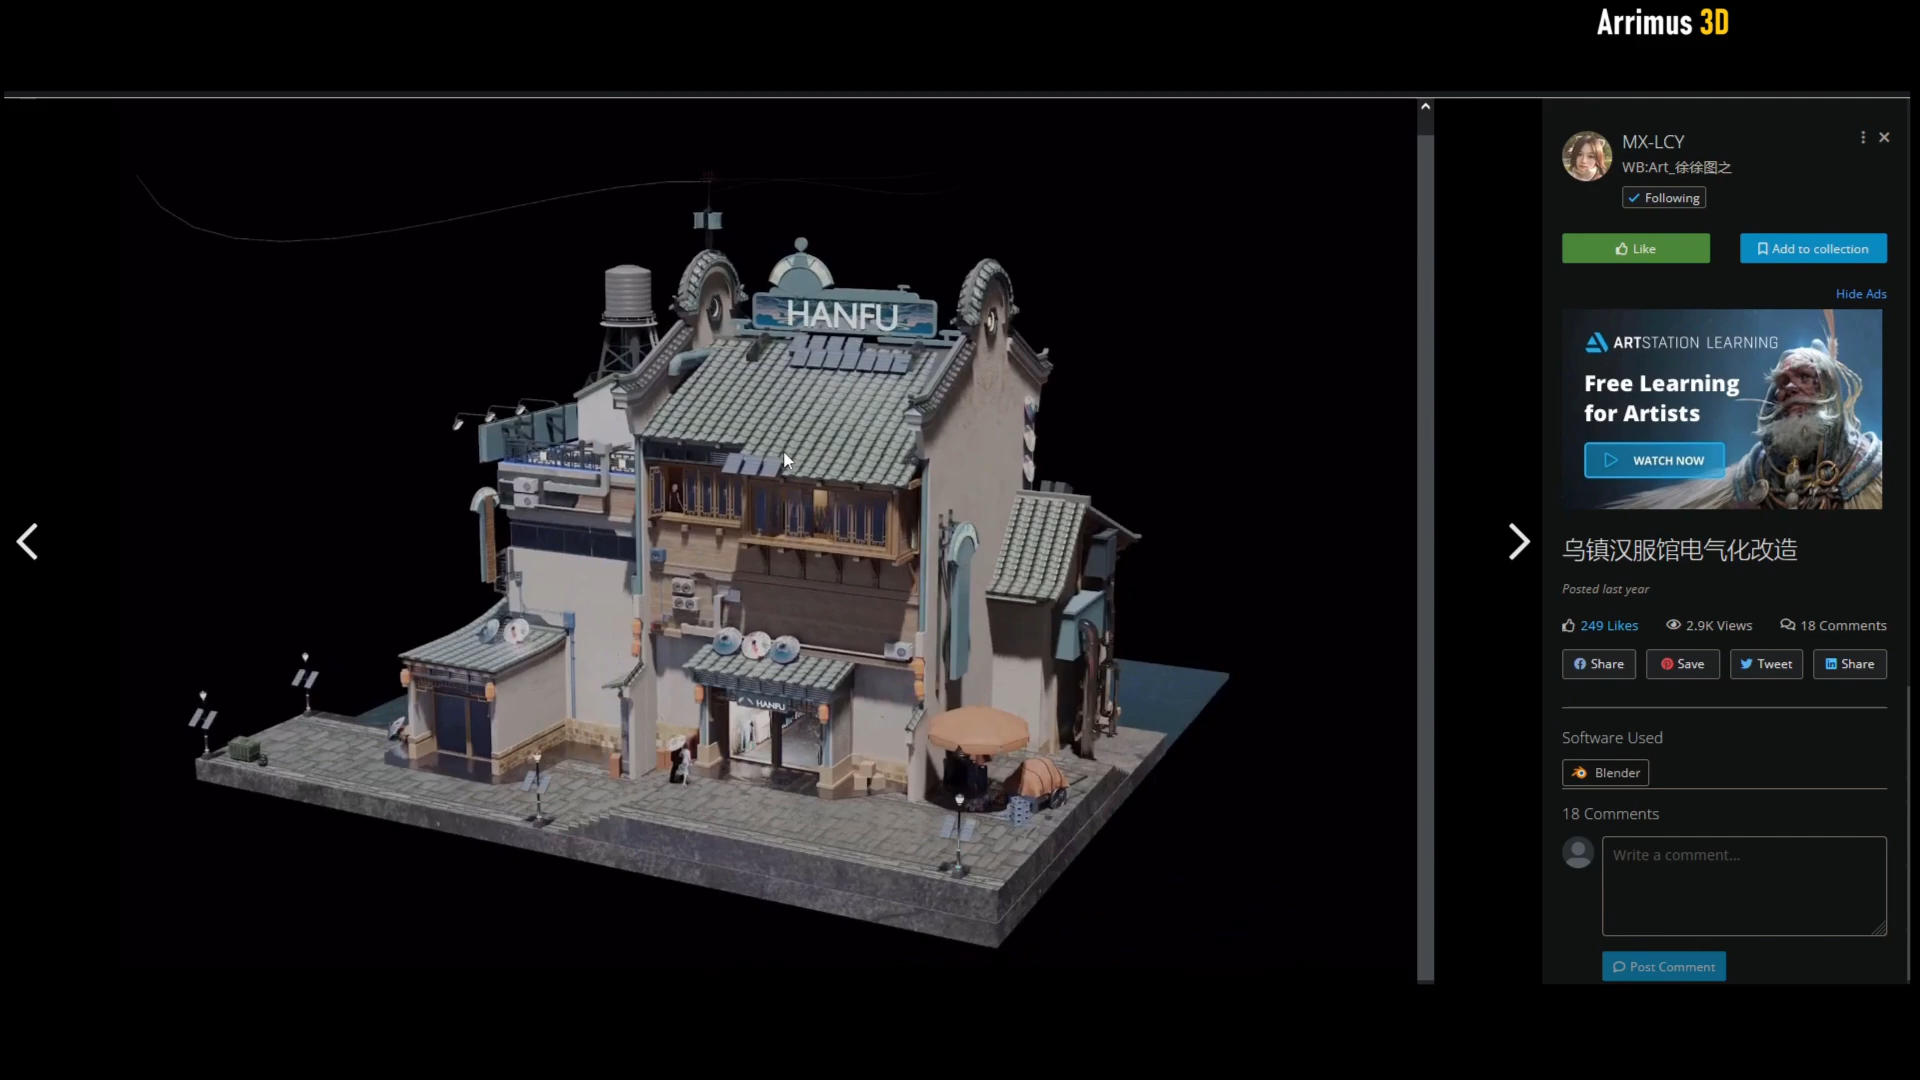 Arrimus 3D
MX-LCY
WB:Art_徐徐图之
Following
Like
Add to collection
Hide Ads
ARTSTATION LEARNING
Free Learning
for Artists
WATCH NOW
HANFU
HANFU
乌镇汉服馆电气化改造
Posted last year
249 Likes
2.9K Views
18 Comments
Share
Save
Tweet
Share
Software Used
Blender
18 Comments
Write a comment...
Post Comment